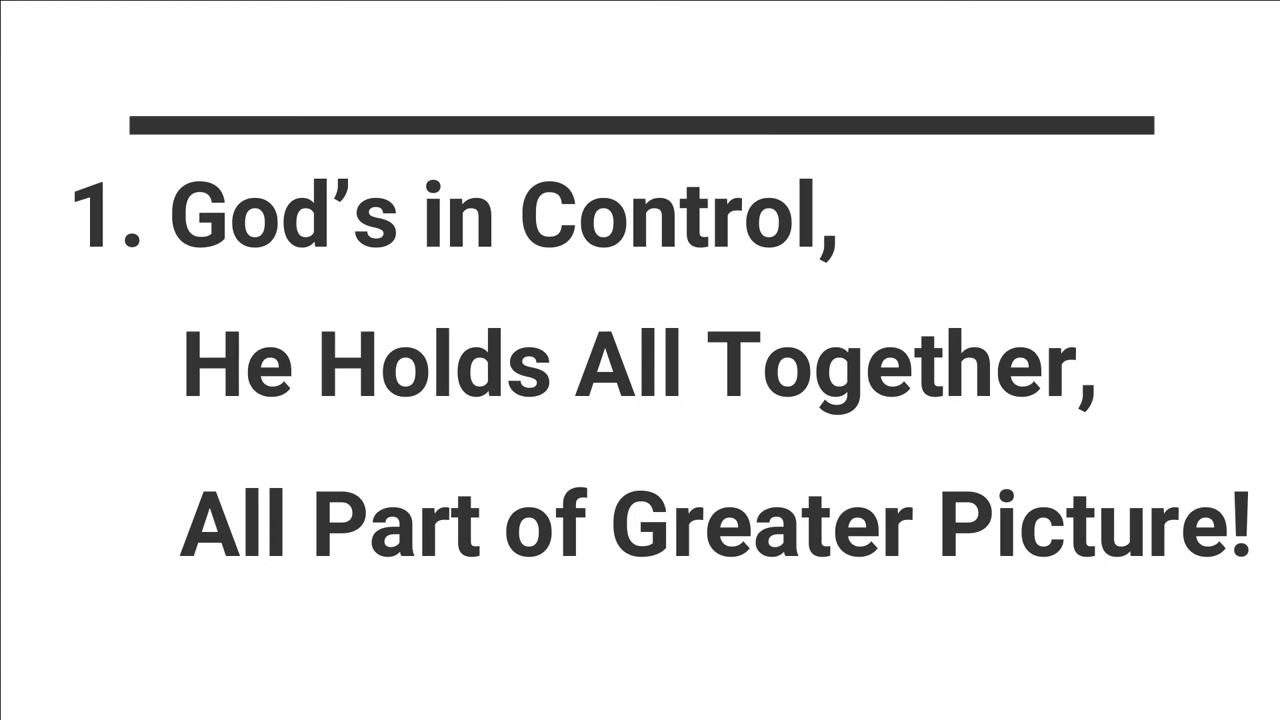 1. God’s in Control,
He Holds All Together,
All Part of Greater Picture!